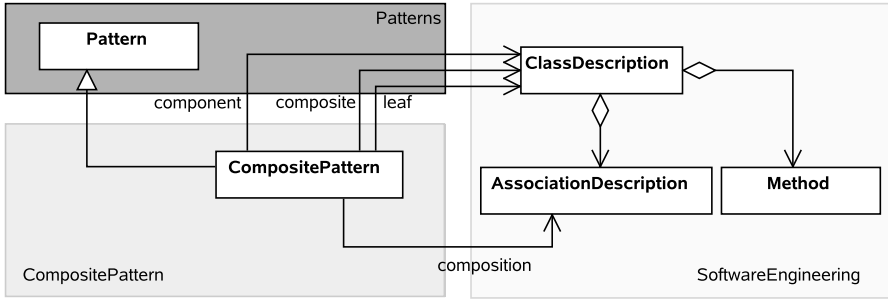 Patterns
Pattern
ClassDescription
component
composite
leaf
CompositePattern
AssociationDescription
Method
composition
CompositePattern
SoftwareEngineering